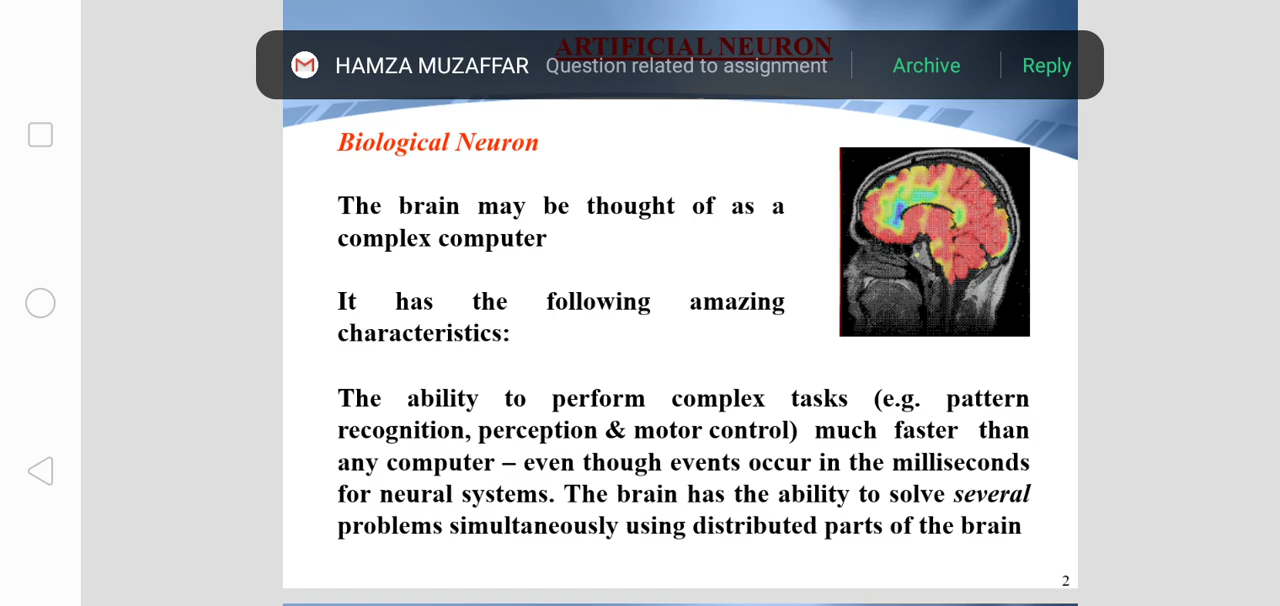 ARTIFICIAL NEURON
HAMZA MUZAFFAR Question related to assignment Archive Reply
Biological Neuron
The brain may be thought of as a
complex computer
It has the following amazing
characteristics:
The ability to perform complex tasks (e.g. pattern
recognition, perception & motor control) much faster than
any computer – even though events occur in the milliseconds
for neural systems. The brain has the ability to solve several
problems simultaneously using distributed parts of the brain
2